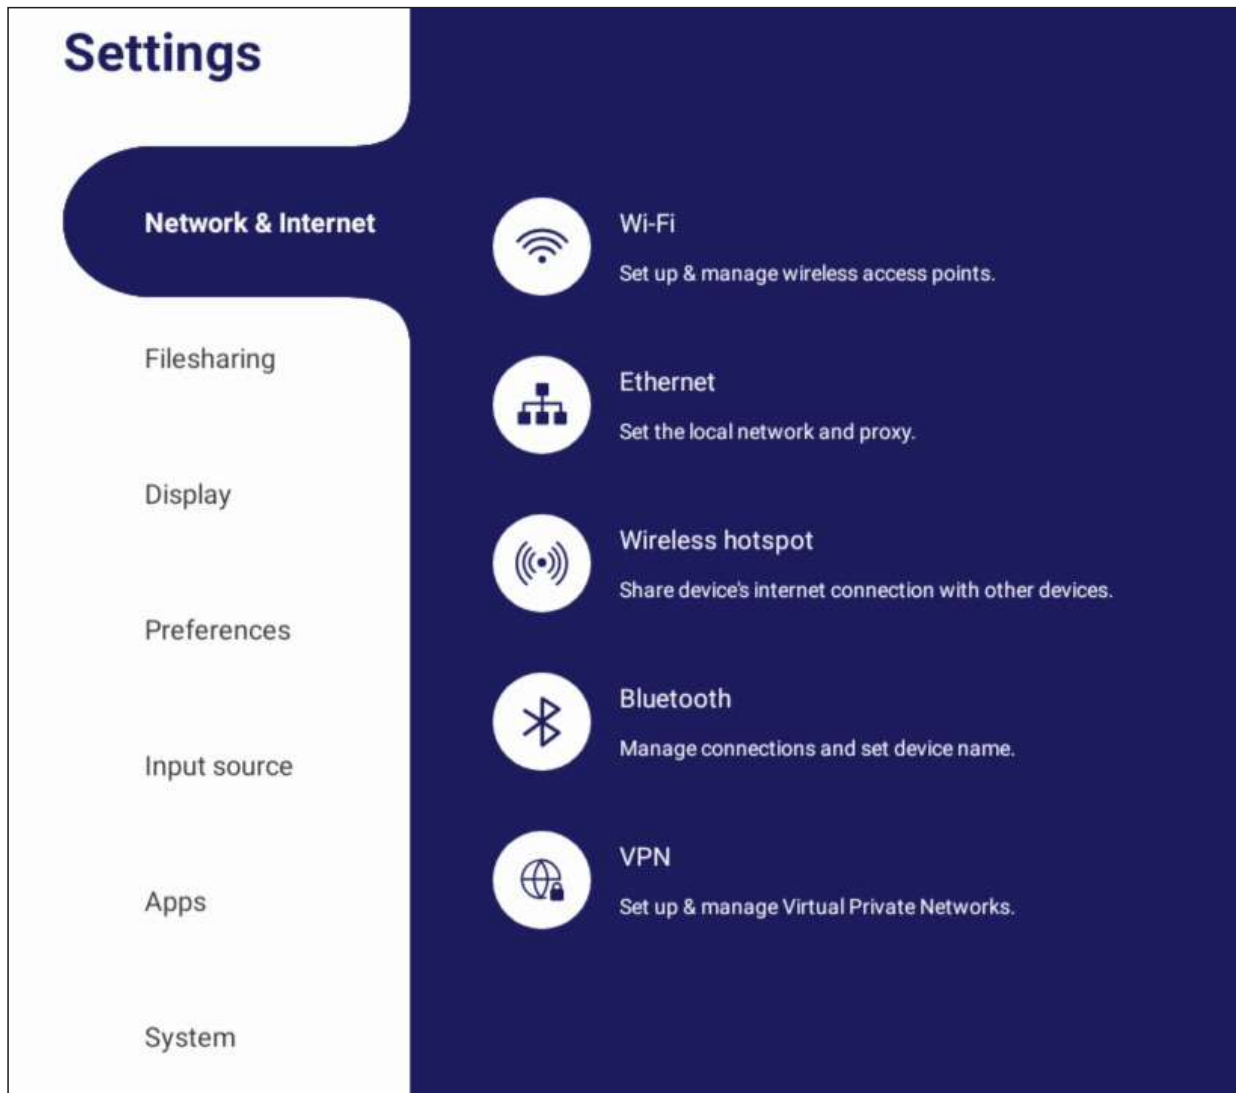 Settings
Network & Internet
Filesharing
Display
Preferences
Input source
Apps
System
Wi-Fi
Set up & manage wireless access points.
Ethernet
Set the local network and proxy.
Wireless hotspot
Share device's internet connection with other devices.
Bluetooth
Manage connections and set device name.
VPN
Set up & manage Virtual Private Networks.